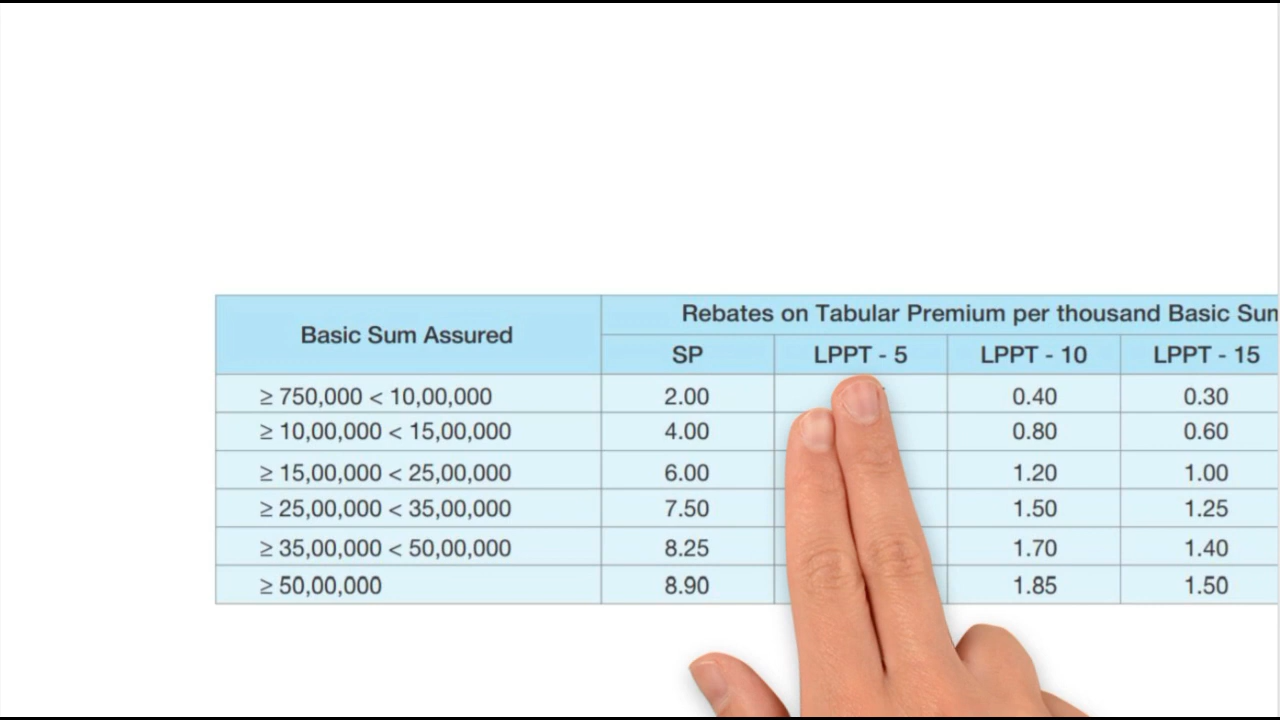 Rebates on Tabular Premium per thousand Basic
Basic Sum Assured
SP LPPT - 5 LPPT - 10 LPPT - 15
≥ 750,000 < 10,00,000 2.00 0.40 0.30
≥ 10,00,000 < 15,00,000 4.00 0.80 0.60
≥ 15,00,000 < 25,00,000 6.00 1.20 1.00
≥ 25,00,000 < 35,00,000 7.50 1.50 1.25
≥ 35,00,000 < 50,00,000 8.25 1.70 1.40
≥ 50,00,000 8.90 1.85 1.50